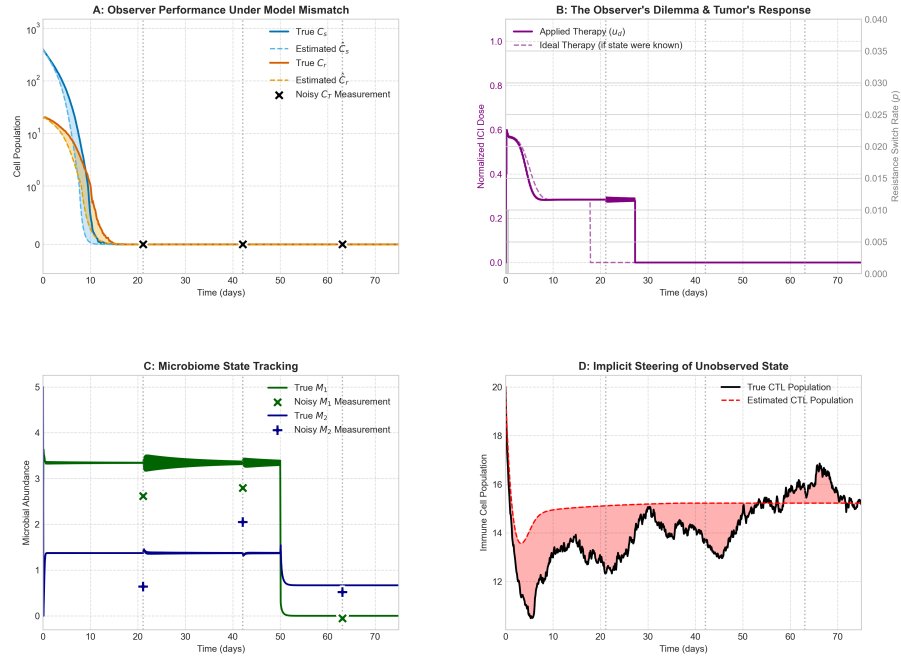 A: Observer Performance Under Model Mismatch
10³
10²
10¹
10⁰
0
Cell Population
True Cₛ
Estimated Ĉₛ
True Cᵣ
Estimated Ĉᵣ
Noisy C_T Measurement
0 10 20 30 40 50 60 70
Time (days)
B: The Observer's Dilemma & Tumor's Response
1.0
0.8
0.6
0.4
0.2
0.0
Normalized ICI Dose
Applied Therapy (u_d)
Ideal Therapy (if state were known)
0.040
0.035
0.030
0.025
0.020
0.015
0.010
0.005
0.000
Resistance Switch Rate (p)
0 10 20 30 40 50 60 70
Time (days)
C: Microbiome State Tracking
5
4
3
2
1
0
Microbial Abundance
True M₁
Noisy M₁ Measurement
True M₂
Noisy M₂ Measurement
0 10 20 30 40 50 60 70
Time (days)
D: Implicit Steering of Unobserved State
20
18
16
14
12
Immune Cell Population
True CTL Population
Estimated CTL Population
0 10 20 30 40 50 60 70
Time (days)